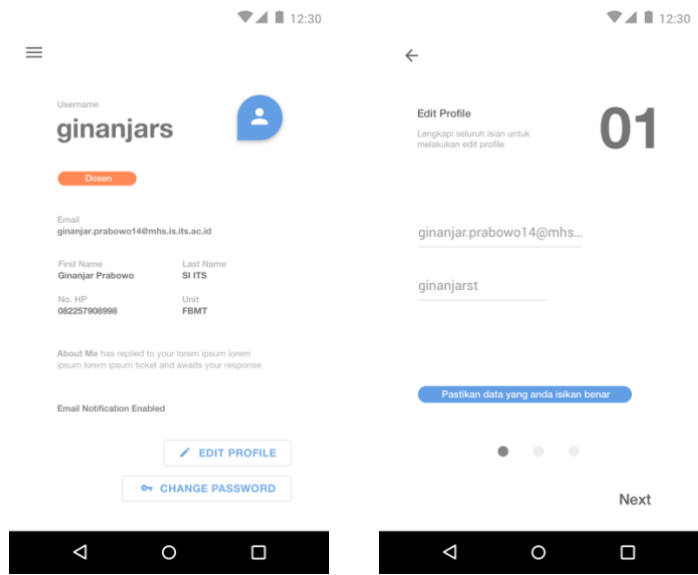 12:30
Username
ginanjars
Dosen
Email
ginanjar.prabowo14@mhs.is.its.ac.id
First Name Last Name
Ginanjar Prabowo SI ITS
No. HP Unit
082257908998 FBMT
About Me has replied to your lorem ipsum lorem
ipsum lorem ipsum ticket and awaits your response
Email Notification Enabled
EDIT PROFILE
CHANGE PASSWORD
12:30
Edit Profile
01
Lengkapi seluruh isian untuk
melakukan edit profile
ginanjar.prabowo14@mhs...
ginanjarst
Pastikan data yang anda isikan benar
Next